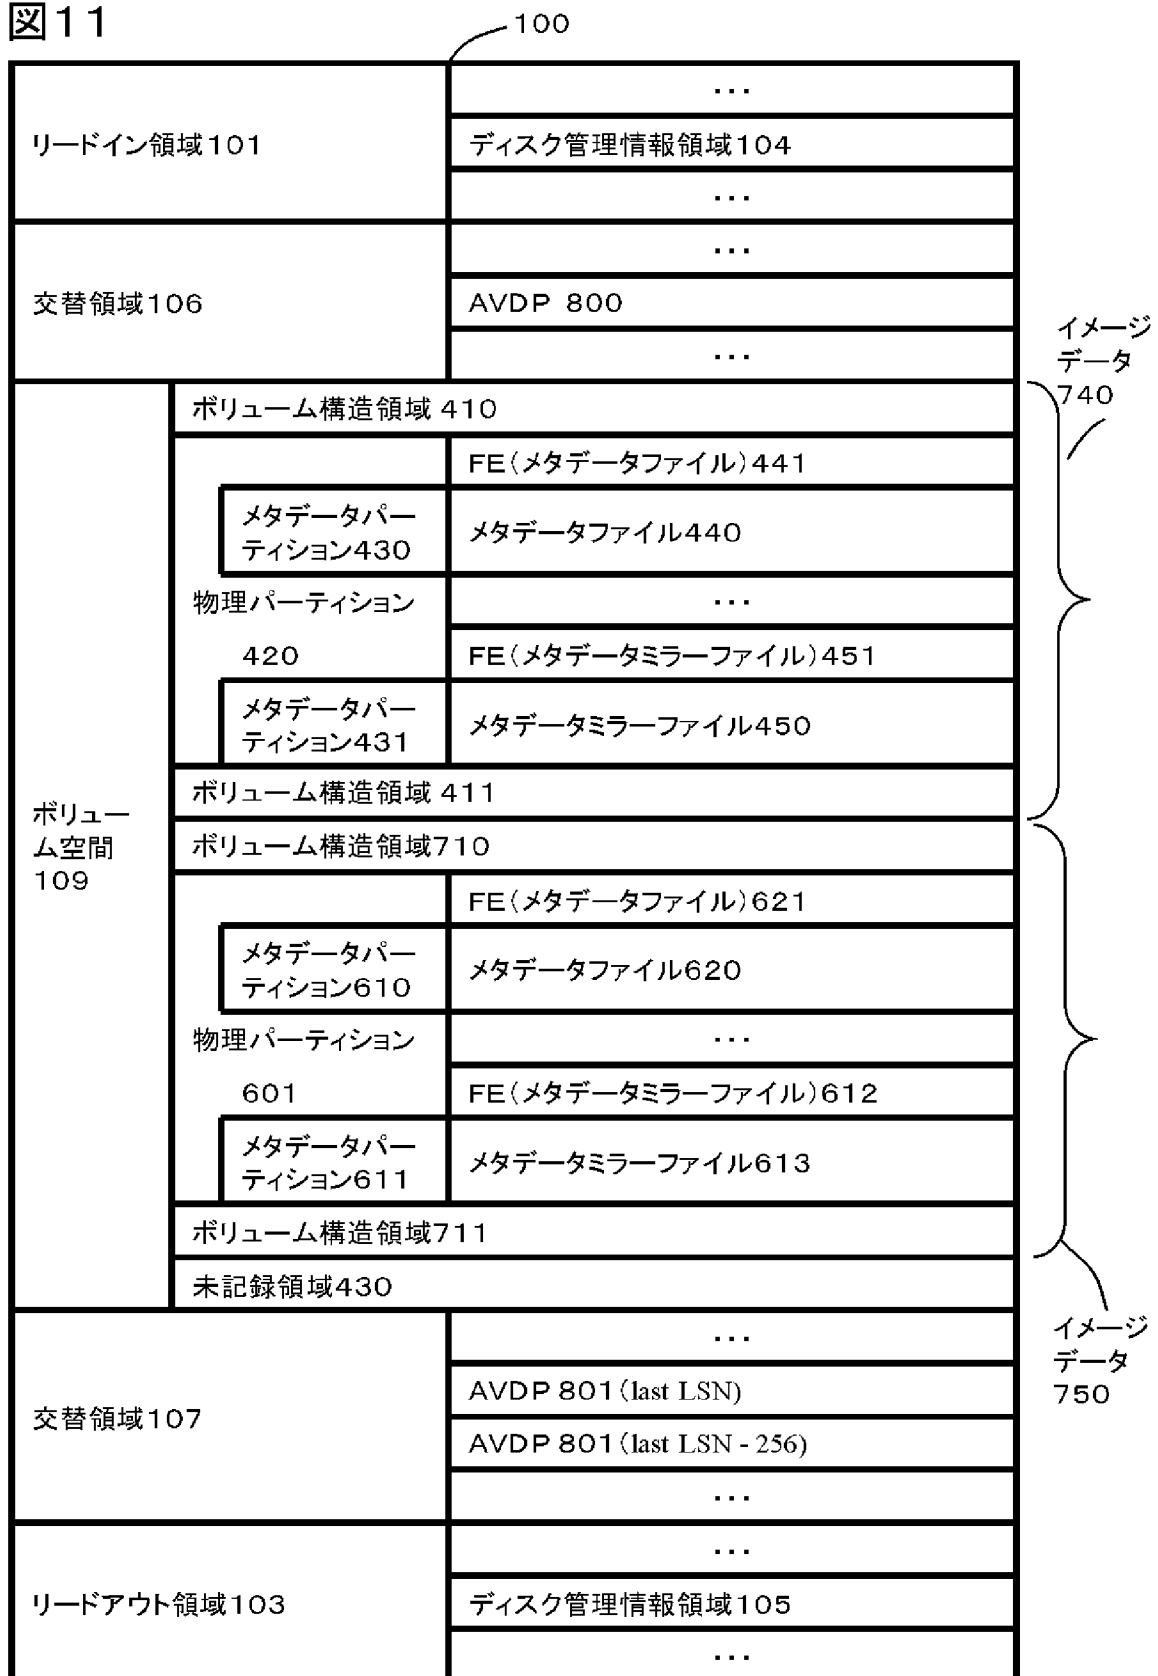 図11
100
・・・
リードイン領域101
ディスク管理情報領域104
・・・
・・・
交替領域106
AVDP 800
・・・
イメージ
データ
740
ボリューム構造領域 410
FE(メタデータファイル)441
メタデータパー
ティション430
メタデータファイル440
物理パーティション
420
・・・
FE(メタデータミラーファイル)451
メタデータパー
ティション431
メタデータミラーファイル450
ボリューム構造領域 411
ボリュー
ム空間
109
ボリューム構造領域710
FE(メタデータファイル)621
メタデータパー
ティション610
メタデータファイル620
物理パーティション
601
・・・
FE(メタデータミラーファイル)612
メタデータパー
ティション611
メタデータミラーファイル613
ボリューム構造領域711
未記録領域430
イメージ
データ
750
・・・
交替領域107
AVDP 801(last LSN)
AVDP 801(last LSN - 256)
・・・
・・・
リードアウト領域103
ディスク管理情報領域105
・・・